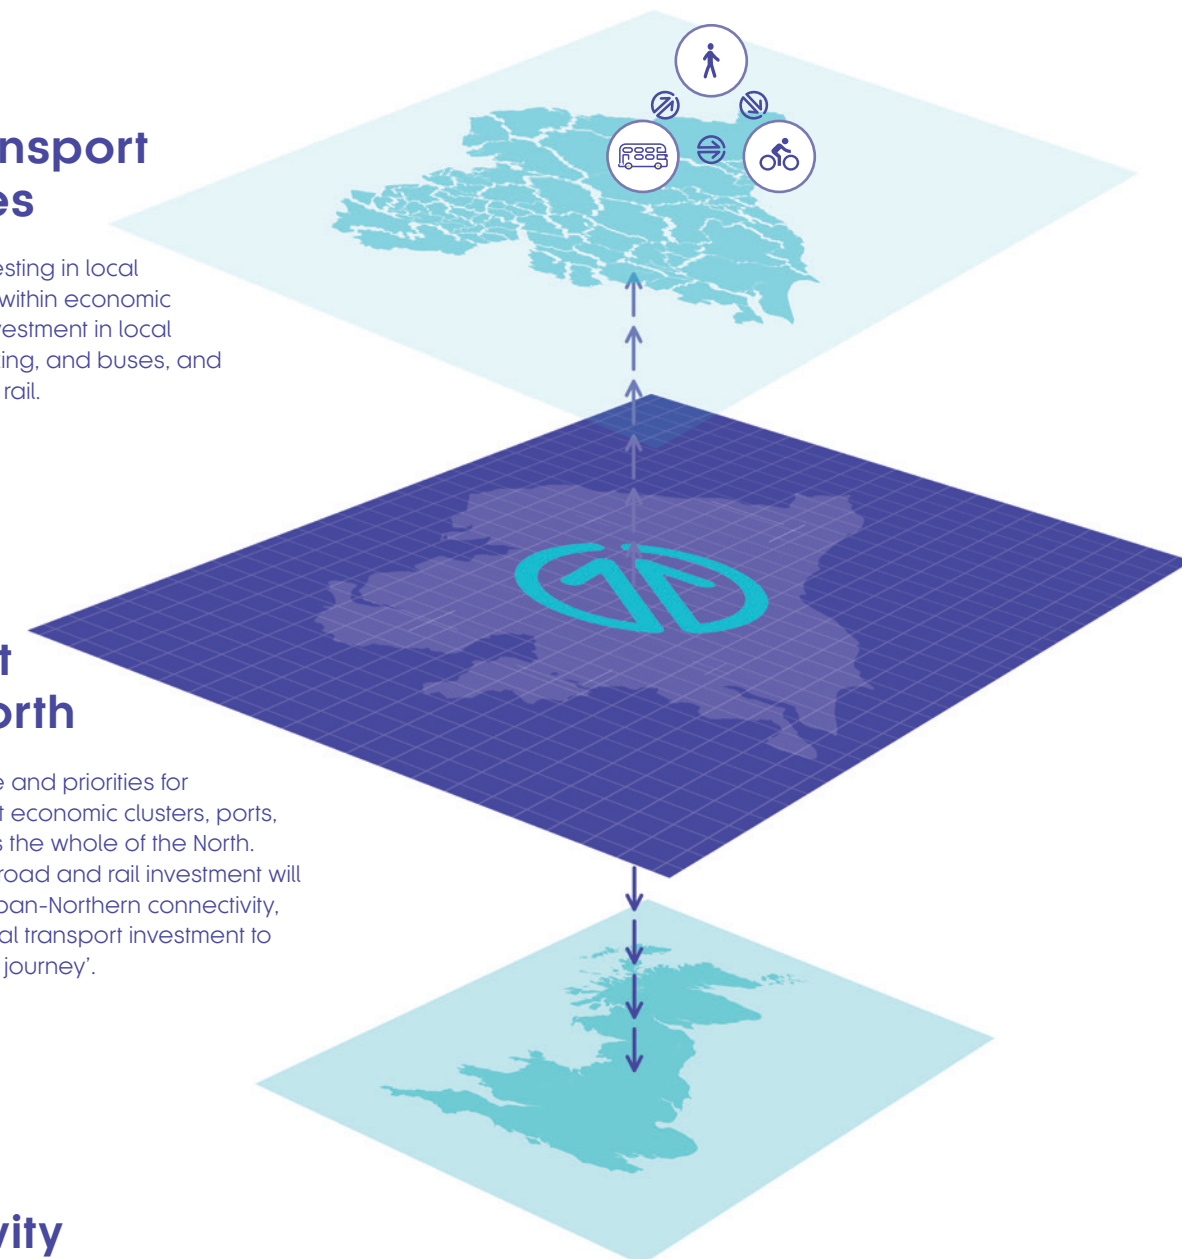 nsport
es
esting in local
within economic
vestment in local
ing, and buses, and
rail.
t
orth
e and priorities for
t economic clusters, ports,
s the whole of the North.
road and rail investment will
pan-Northern connectivity,
al transport investment to
journey’.
vity